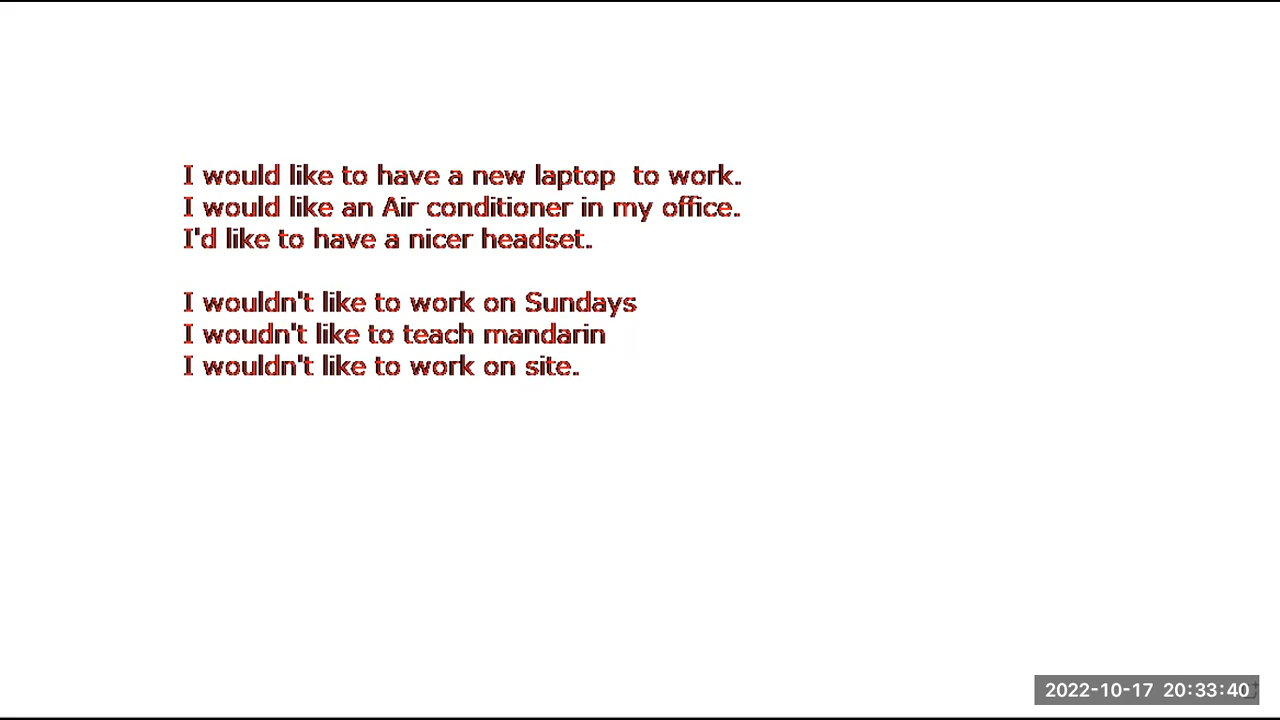 I would like to have a new laptop  to work.
I would like an Air conditioner in my office.
I'd like to have a nicer headset.
I wouldn't like to work on Sundays
I woudn't like to teach mandarin
I wouldn't like to work on site.
2022-10-17 20:33:40